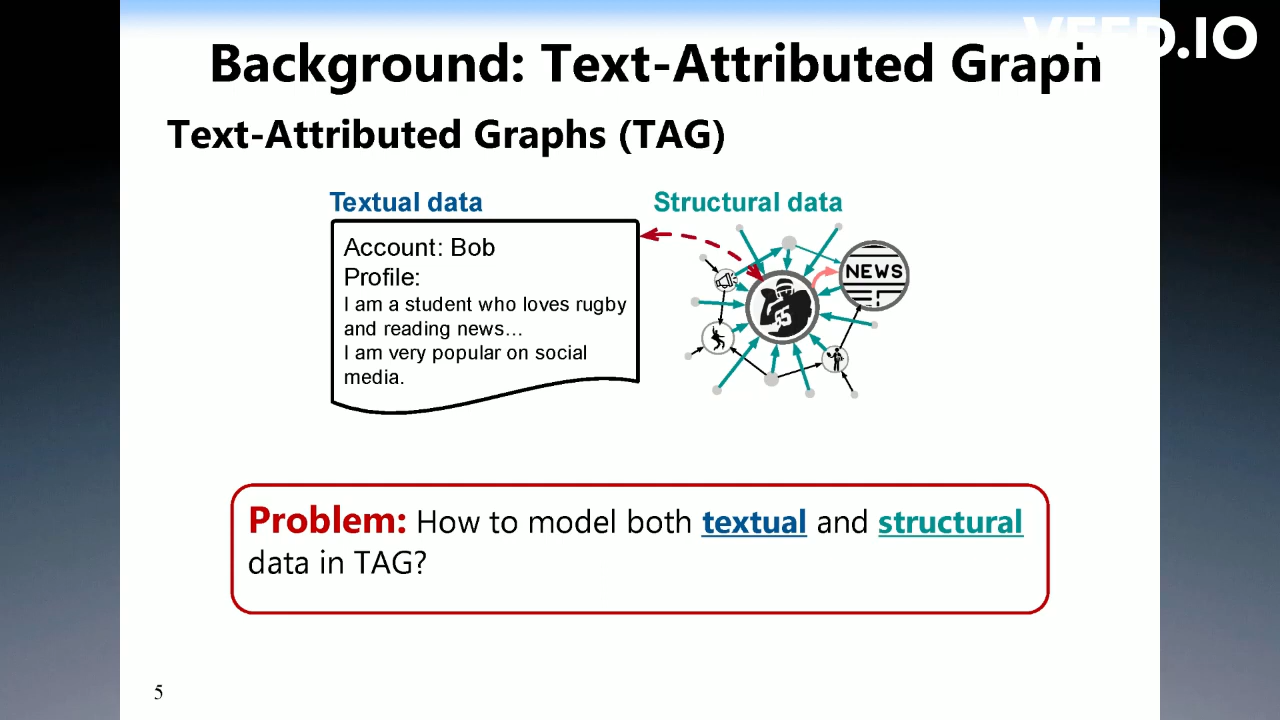 VEED.IO
Background: Text-Attributed Graph
Text-Attributed Graphs (TAG)
Textual data
Structural data
Account: Bob
Profile:
I am a student who loves rugby
and reading news…
I am very popular on social
media.
NEWS
Problem: How to model both textual and structural
data in TAG?
5